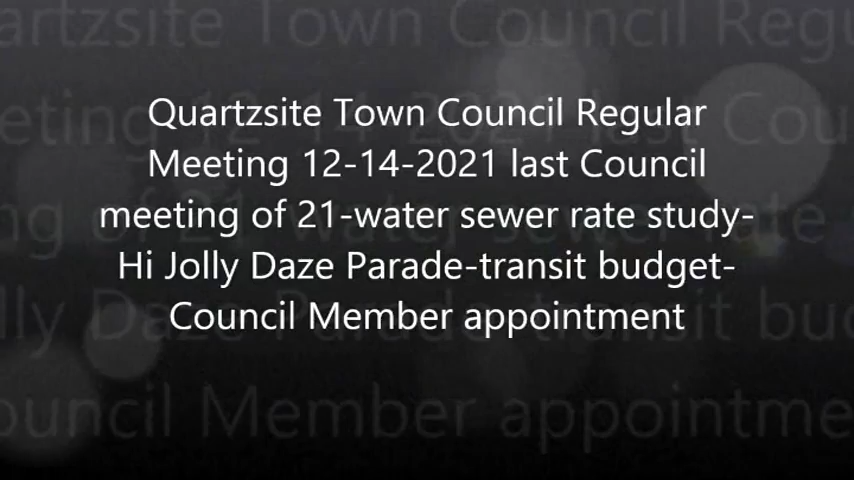 Quartzsite Town Council Regular
Meeting 12-14-2021 last Council
meeting of 21-water sewer rate study-
Hi Jolly Daze Parade-transit budget-
Council Member appointment